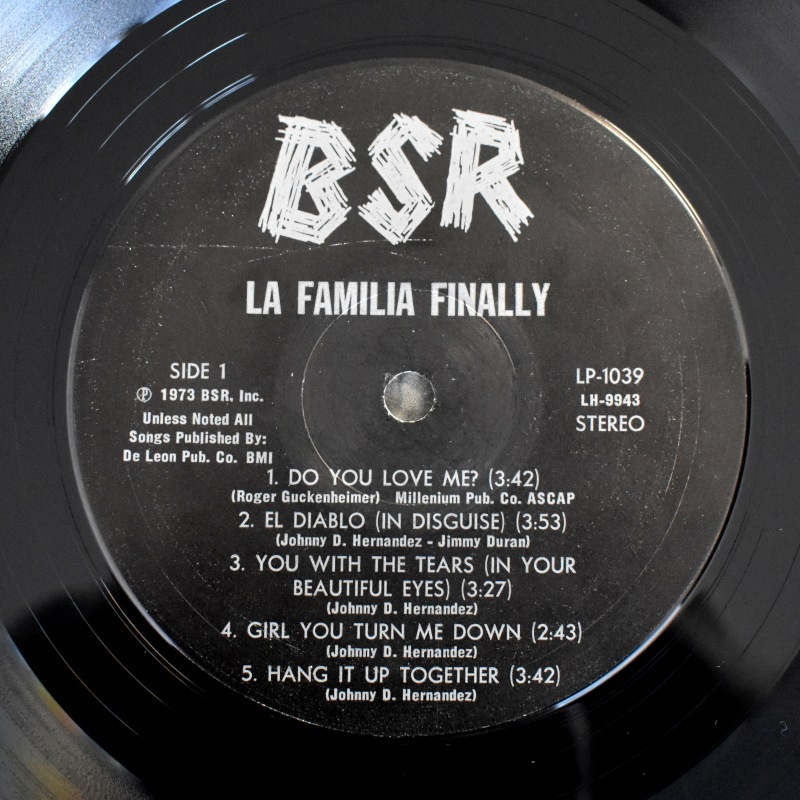 BSR
LA FAMILIA FINALLY
SIDE 1
Ⓟ 1973 BSR, Inc.
Unless Noted All
Songs Published By:
De Leon Pub. Co. BMI
LP-1039
LH-9943
STEREO
1. DO YOU LOVE ME? (3:42)
(Roger Guckenheimer) Millenium Pub. Co. ASCAP
2. EL DIABLO (IN DISGUISE) (3:53)
(Johnny D. Hernandez - Jimmy Duran)
3. YOU WITH THE TEARS (IN YOUR
BEAUTIFUL EYES) (3:27)
(Johnny D. Hernandez)
4. GIRL YOU TURN ME DOWN (2:43)
(Johnny D. Hernandez)
5. HANG IT UP TOGETHER (3:42)
(Johnny D. Hernandez)